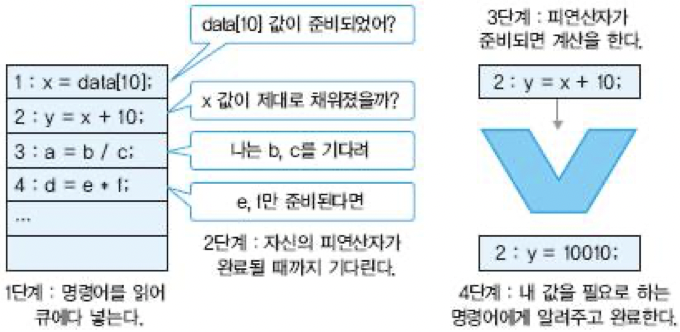 data[10] 값이 준비되었어?
1 : x = data[10];
2 : y = x + 10;
3 : a = b / c;
4 : d = e * f;
...
x 값이 제대로 채워졌을까?
나는 b, c를 기다려
e, f만 준비된다면
1단계 : 명령어를 읽어
큐에다 넣는다.
2단계 : 자신의 피연산자가
완료될 때까지 기다린다.
3단계 : 피연산자가
준비되면 계산을 한다.
2 : y = x + 10;
2 : y = 10010;
4단계 : 내 값을 필요로 하는
명령어에게 알려주고 완료한다.